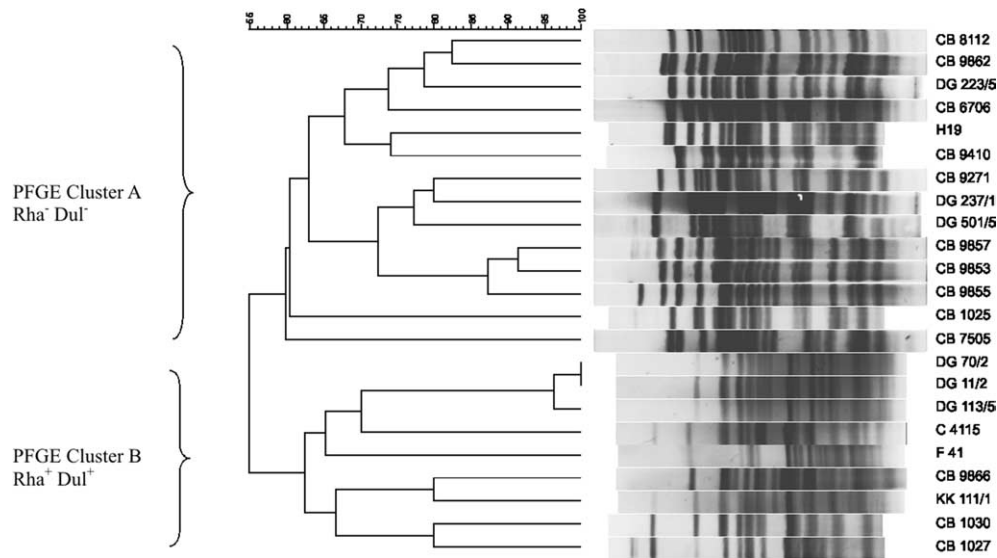 55 -60 -65 -70 -75 -80 -85 -90 -95 -100
CB 8112
CB 9862
DG 223/5
CB 6706
H19
CB 9410
CB 9271
DG 237/1
DG 501/5
CB 9857
CB 9853
CB 9855
CB 1025
CB 7505
DG 70/2
DG 11/2
DG 113/5
C 4115
F 41
CB 9866
KK 111/1
CB 1030
CB 1027
PFGE Cluster A
Rha⁻ Dul⁻
PFGE Cluster B
Rha⁺ Dul⁺